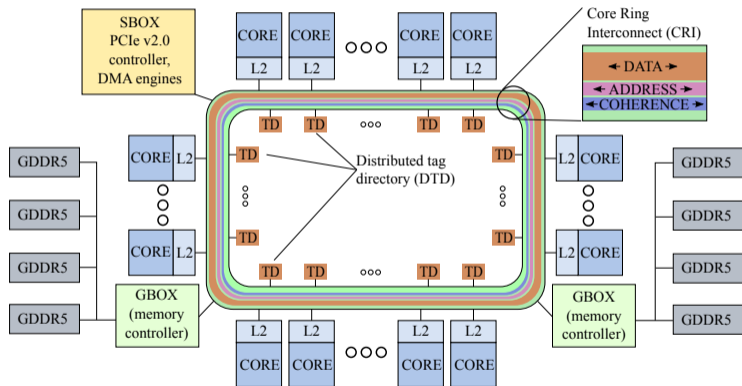 SBOX
PCIe v2.0
controller,
DMA engines
CORE
L2
CORE
L2
CORE
L2
CORE
L2
Core Ring
Interconnect (CRI)
DATA
ADDRESS
COHERENCE
TD
TD
TD
TD
TD
TD
TD
TD
TD
TD
TD
TD
Distributed tag
directory (DTD)
GDDR5
GDDR5
GDDR5
GDDR5
CORE L2
CORE L2
L2 CORE
L2 CORE
GDDR5
GDDR5
GDDR5
GDDR5
GBOX
(memory
controller)
GBOX
(memory
controller)
L2
CORE
L2
CORE
L2
CORE
L2
CORE